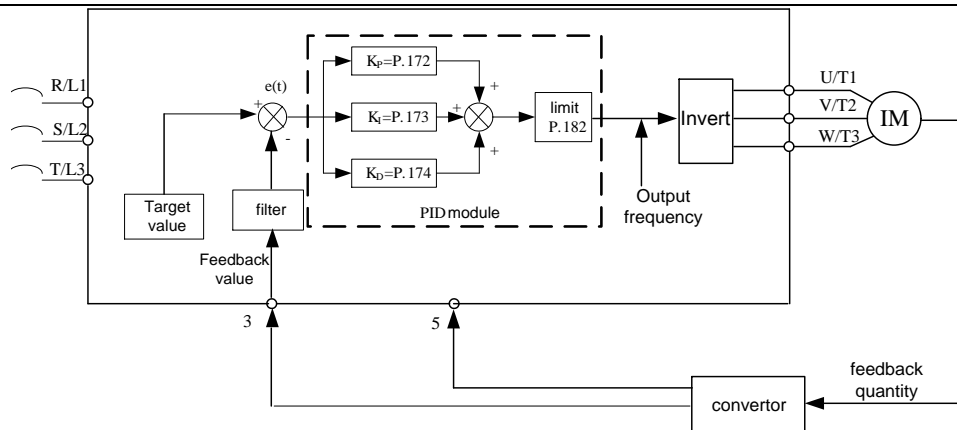 R/L1
S/L2
T/L3
e(t)
+
-
Target
value
filter
Feedback
value
K_P=P.172
K_I=P.173
K_D=P.174
+
+
+
limit
P.182
PID module
Output
frequency
Invert
U/T1
V/T2
W/T3
IM
3
5
convertor
feedback
quantity